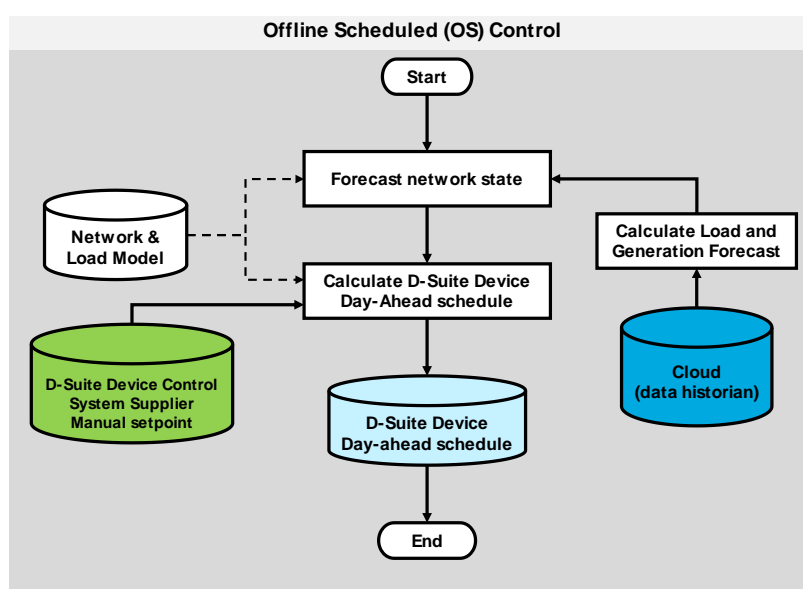 Offline Scheduled (OS) Control
Start
Forecast network state
Network &
Load Model
Calculate Load and
Generation Forecast
Calculate D-Suite Device
Day-Ahead schedule
D-Suite Device Control
System Supplier
Manual setpoint
Cloud
(data historian)
D-Suite Device
Day-ahead schedule
End